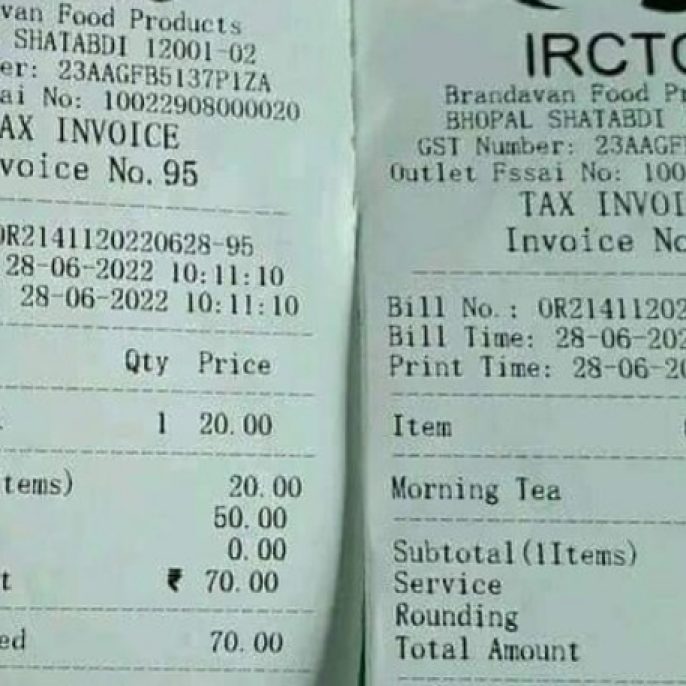 van Food Products
SHATABDI 12001-02
er: 23AAGFB5137P1ZA
ai No: 10022908000020
AX INVOICE
voice No. 95
OR2141120220628-95
28-06-2022 10:11:10
28-06-2022 10:11:10
Qty Price
1 20.00
tems) 20.00
50.00
0.00
t ₹ 70.00
ed 70.00
IRCTC
Brandavan Food Pr
BHOPAL SHATABDI
GST Number: 23AAGF
Outlet Fssai No: 100
TAX INVOI
Invoice No
Bill No.: OR21411202
Bill Time: 28-06-202
Print Time: 28-06-20
Item
Morning Tea
Subtotal(1Items)
Service
Rounding
Total Amount